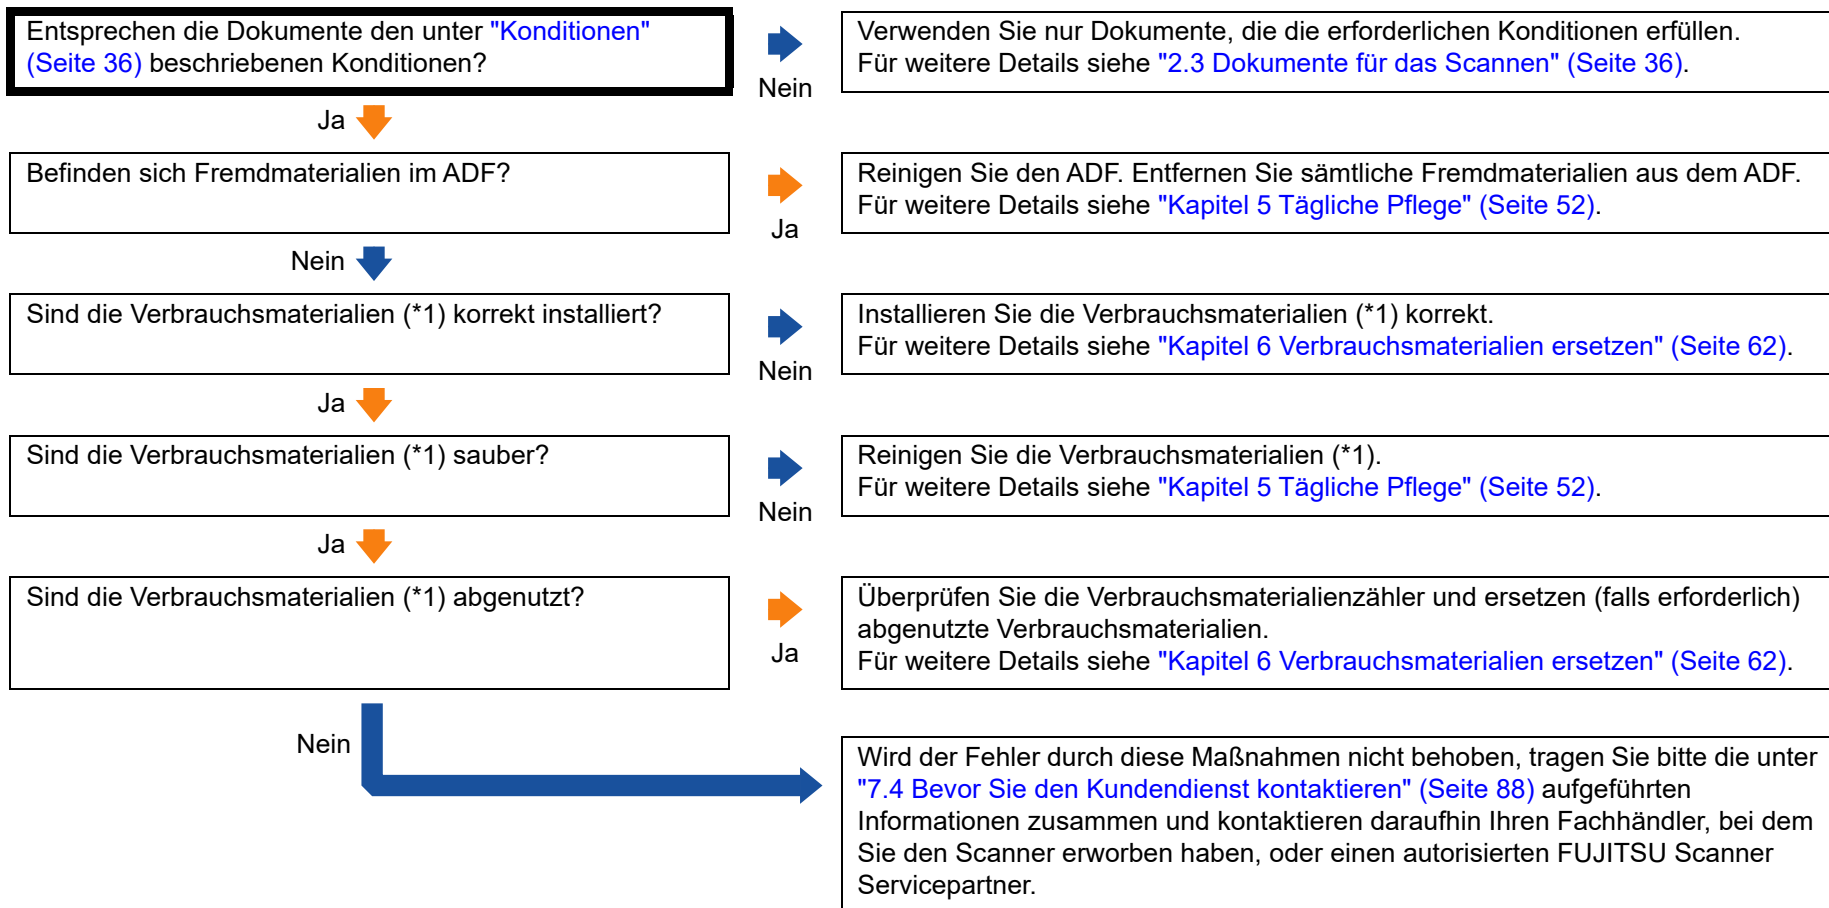 Entsprechen die Dokumente den unter "Konditionen"
(Seite 36) beschriebenen Konditionen?
Nein
Verwenden Sie nur Dokumente, die die erforderlichen Konditionen erfüllen.
Für weitere Details siehe "2.3 Dokumente für das Scannen" (Seite 36).
Ja
Befinden sich Fremdmaterialien im ADF?
Ja
Reinigen Sie den ADF. Entfernen Sie sämtliche Fremdmaterialien aus dem ADF.
Für weitere Details siehe "Kapitel 5 Tägliche Pflege" (Seite 52).
Nein
Sind die Verbrauchsmaterialien (*1) korrekt installiert?
Nein
Installieren Sie die Verbrauchsmaterialien (*1) korrekt.
Für weitere Details siehe "Kapitel 6 Verbrauchsmaterialien ersetzen" (Seite 62).
Ja
Sind die Verbrauchsmaterialien (*1) sauber?
Nein
Reinigen Sie die Verbrauchsmaterialien (*1).
Für weitere Details siehe "Kapitel 5 Tägliche Pflege" (Seite 52).
Ja
Sind die Verbrauchsmaterialien (*1) abgenutzt?
Ja
Überprüfen Sie die Verbrauchsmaterialienzähler und ersetzen (falls erforderlich)
abgenutzte Verbrauchsmaterialien.
Für weitere Details siehe "Kapitel 6 Verbrauchsmaterialien ersetzen" (Seite 62).
Nein
Wird der Fehler durch diese Maßnahmen nicht behoben, tragen Sie bitte die unter
"7.4 Bevor Sie den Kundendienst kontaktieren" (Seite 88) aufgeführten
Informationen zusammen und kontaktieren daraufhin Ihren Fachhändler, bei dem
Sie den Scanner erworben haben, oder einen autorisierten FUJITSU Scanner
Servicepartner.